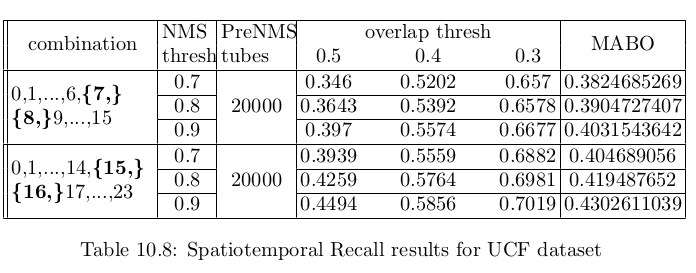 combination NMS thresh PreNMS tubes overlap thresh MABO
0.5 0.4 0.3
0,1,...,6,{7,} 0.7 0.346 0.5202 0.657 0.3824685269
{8,}9,...,15 0.8 20000 0.3643 0.5392 0.6578 0.3904727407
0.9 0.397 0.5574 0.6677 0.4031543642
0,1,...,14,{15,} 0.7 0.3939 0.5559 0.6882 0.404689056
{16,}17,...,23 0.8 20000 0.4259 0.5764 0.6981 0.419487652
0.9 0.4494 0.5856 0.7019 0.4302611039
Table 10.8: Spatiotemporal Recall results for UCF dataset